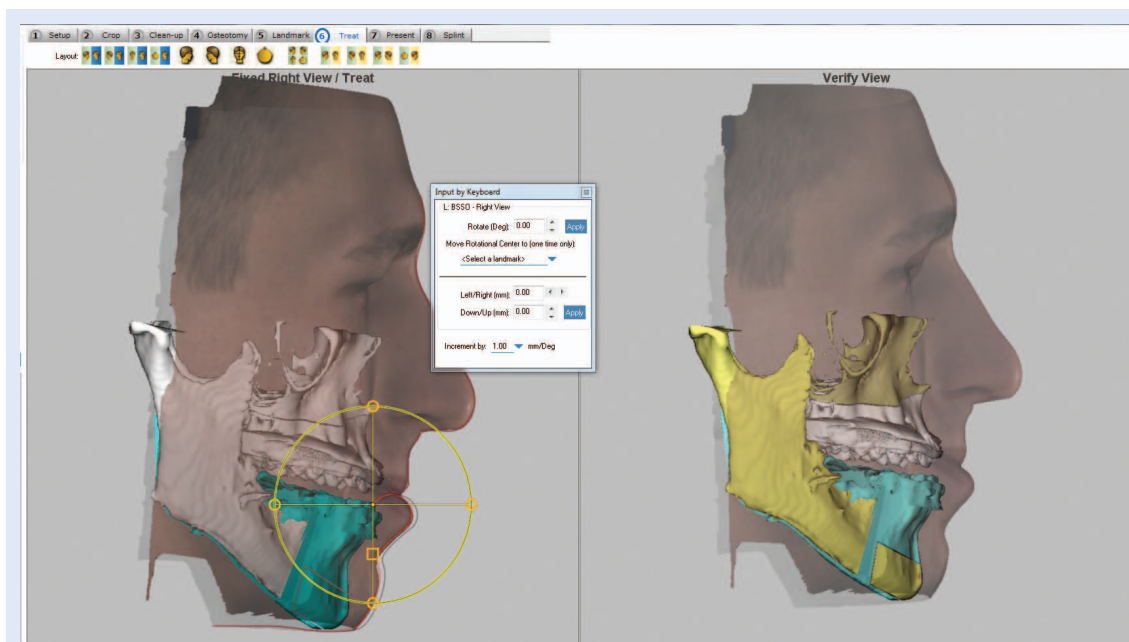 1 Setup 2 Crop 3 Clean-up 4 Osteotomy 5 Landmark 6 Treat 7 Present 8 Splint
Layout:
Fixed Right View / Treat
Verify View
Input by Keyboard
L: BSSO - Right View
Rotate (Deg): 0.00 Apply
Move Rotational Center to (one time only):
<Select a landmark>
Left/Right (mm): 0.00
Down/Up (mm): 0.00 Apply
Increment by: 1.00 mm/Deg